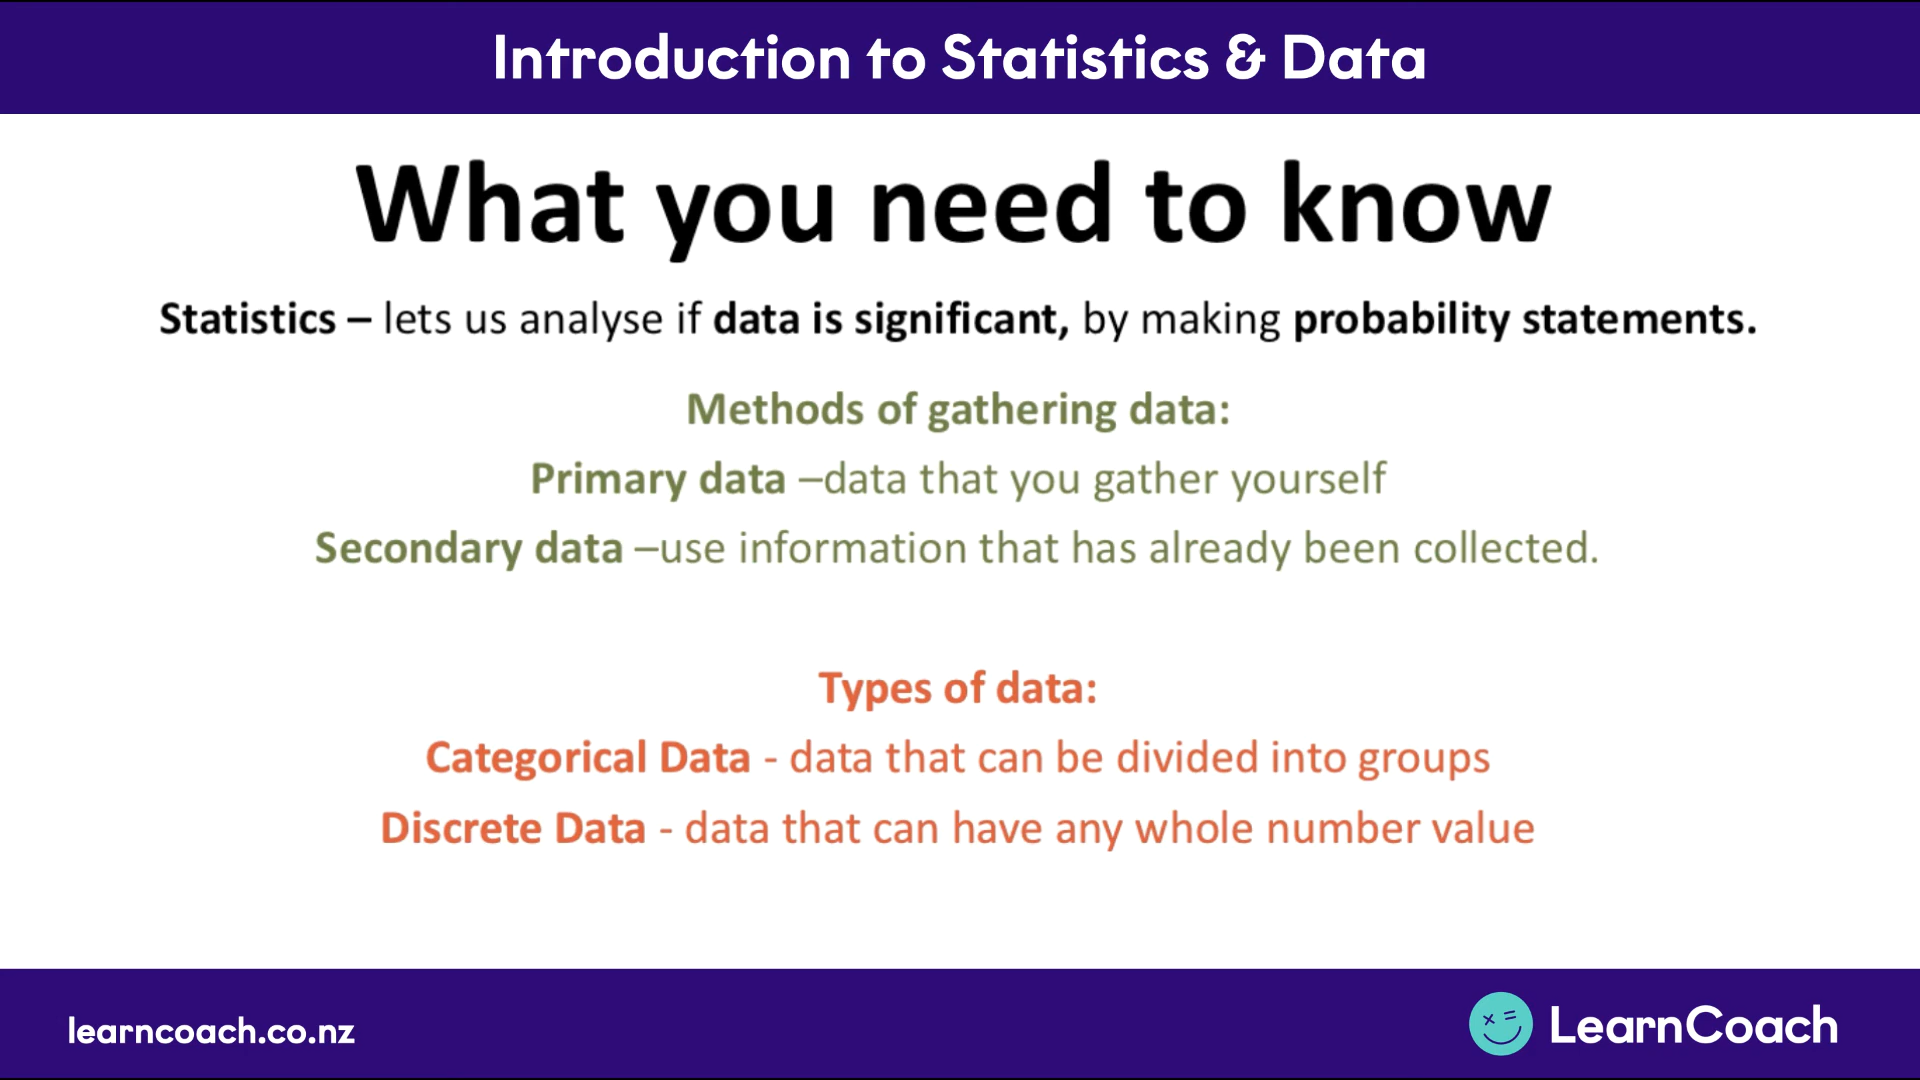 Introduction to Statistics & Data
What you need to know
Statistics – lets us analyse if data is significant, by making probability statements.
Methods of gathering data:
Primary data –data that you gather yourself
Secondary data –use information that has already been collected.
Types of data:
Categorical Data - data that can be divided into groups
Discrete Data - data that can have any whole number value
learncoach.co.nz
LearnCoach